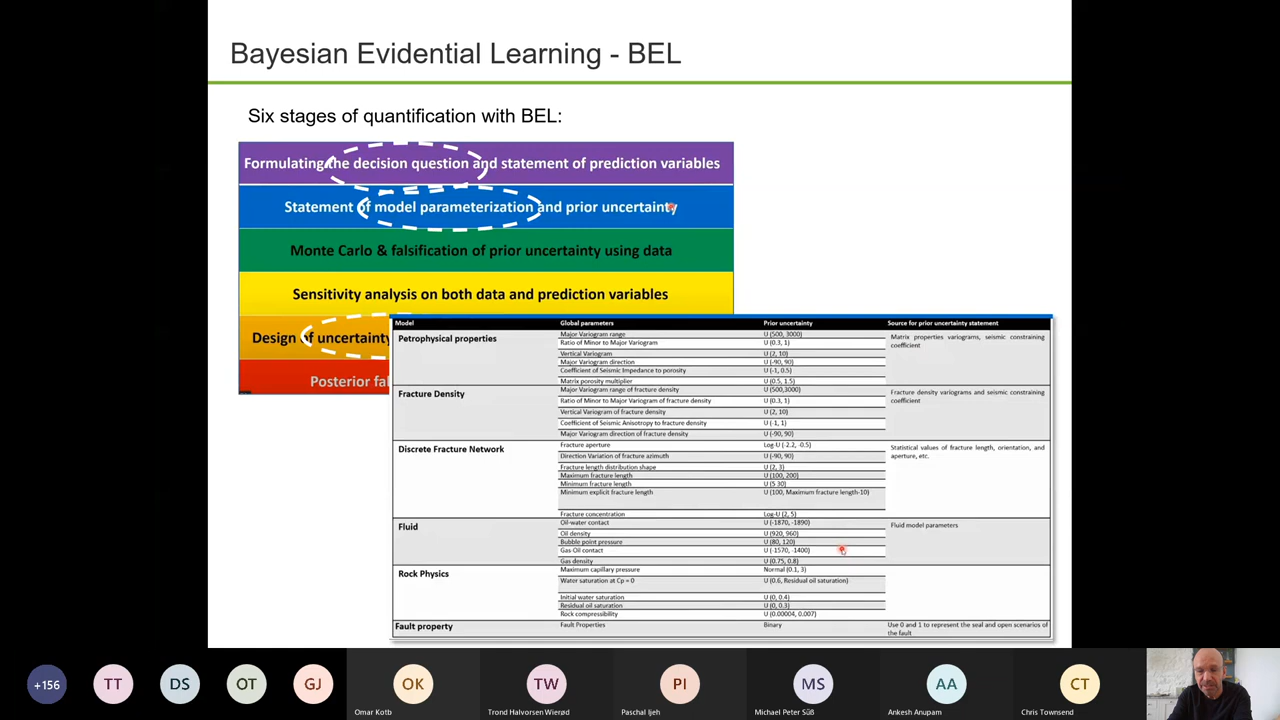 Bayesian Evidential Learning - BEL
Six stages of quantification with BEL:
Formulating the decision question and statement of prediction variables
Statement of model parameterization and prior uncertainty
Monte Carlo & falsification of prior uncertainty using data
Sensitivity analysis on both data and prediction variables
Design of uncertainty
Posterior fal
Model Global parameters Prior uncertainty Source for prior uncertainty statement
Petrophysical properties
Major Variogram range U (500, 3000)
Ratio of Minor to Major Variogram U (0.3, 1)
Vertical Variogram U (2, 10)
Major Variogram direction U (-90, 90)
Coefficient of Seismic Impedance to porosity U (-1, 0.5)
Matrix porosity multiplier U (0.5, 1.5)
Matrix properties variograms, seismic constraining
coefficient
Fracture Density
Major Variogram range of fracture density U (500,3000)
Ratio of Minor to Major Variogram of fracture density U (0.3, 1)
Vertical Variogram of fracture density U (2, 10)
Coefficient of Seismic Anisotropy to fracture density U (-1, 1)
Major Variogram direction of fracture density U (-90, 90)
Fracture density variograms and seismic constraining
coefficient
Discrete Fracture Network
Fracture aperture Log-U (-2.2, -0.5)
Direction Variation of fracture azimuth U (-90, 90)
Fracture length distribution shape U (2, 3)
Maximum fracture length U (100, 200)
Minimum fracture length U (5 30)
Minimum explicit fracture length U (100, Maximum fracture length-10)
Fracture concentration Log-U (2, 5)
Statistical values of fracture length, orientation, and
aperture, etc.
Fluid
Oil-water contact U (-1870, -1890)
Oil density U (920, 960)
Bubble point pressure U (80, 120)
Gas-Oil contact U (-1570, -1400)
Gas density U (0.75, 0.8)
Fluid model parameters
Rock Physics
Maximum capillary pressure Normal (0.1, 3)
Water saturation at Cp = 0 U (0.6, Residual oil saturation)
Initial water saturation U (0, 0.4)
Residual oil saturation U (0, 0.3)
Rock compressibility U (0.00004, 0.007)
Fault property Fault Properties Binary
Use 0 and 1 to represent the seal and open scenarios of
the fault
+156 TT DS OT GJ OK TW PI MS AA CT
Omar Kotb Trond Halvorsen Wierød Paschal Ijeh Michael Peter Süß Ankesh Anupam Chris Townsend